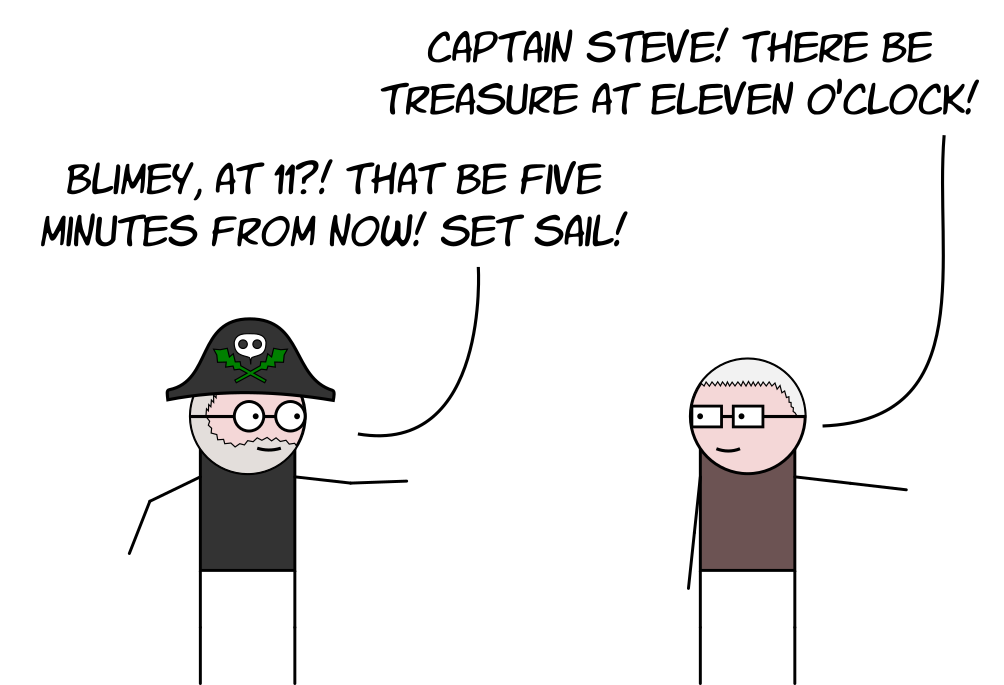 CAPTAIN STEVE! THERE BE
TREASURE AT ELEVEN O'CLOCK!
BLIMEY, AT 11?! THAT BE FIVE
MINUTES FROM NOW! SET SAIL!